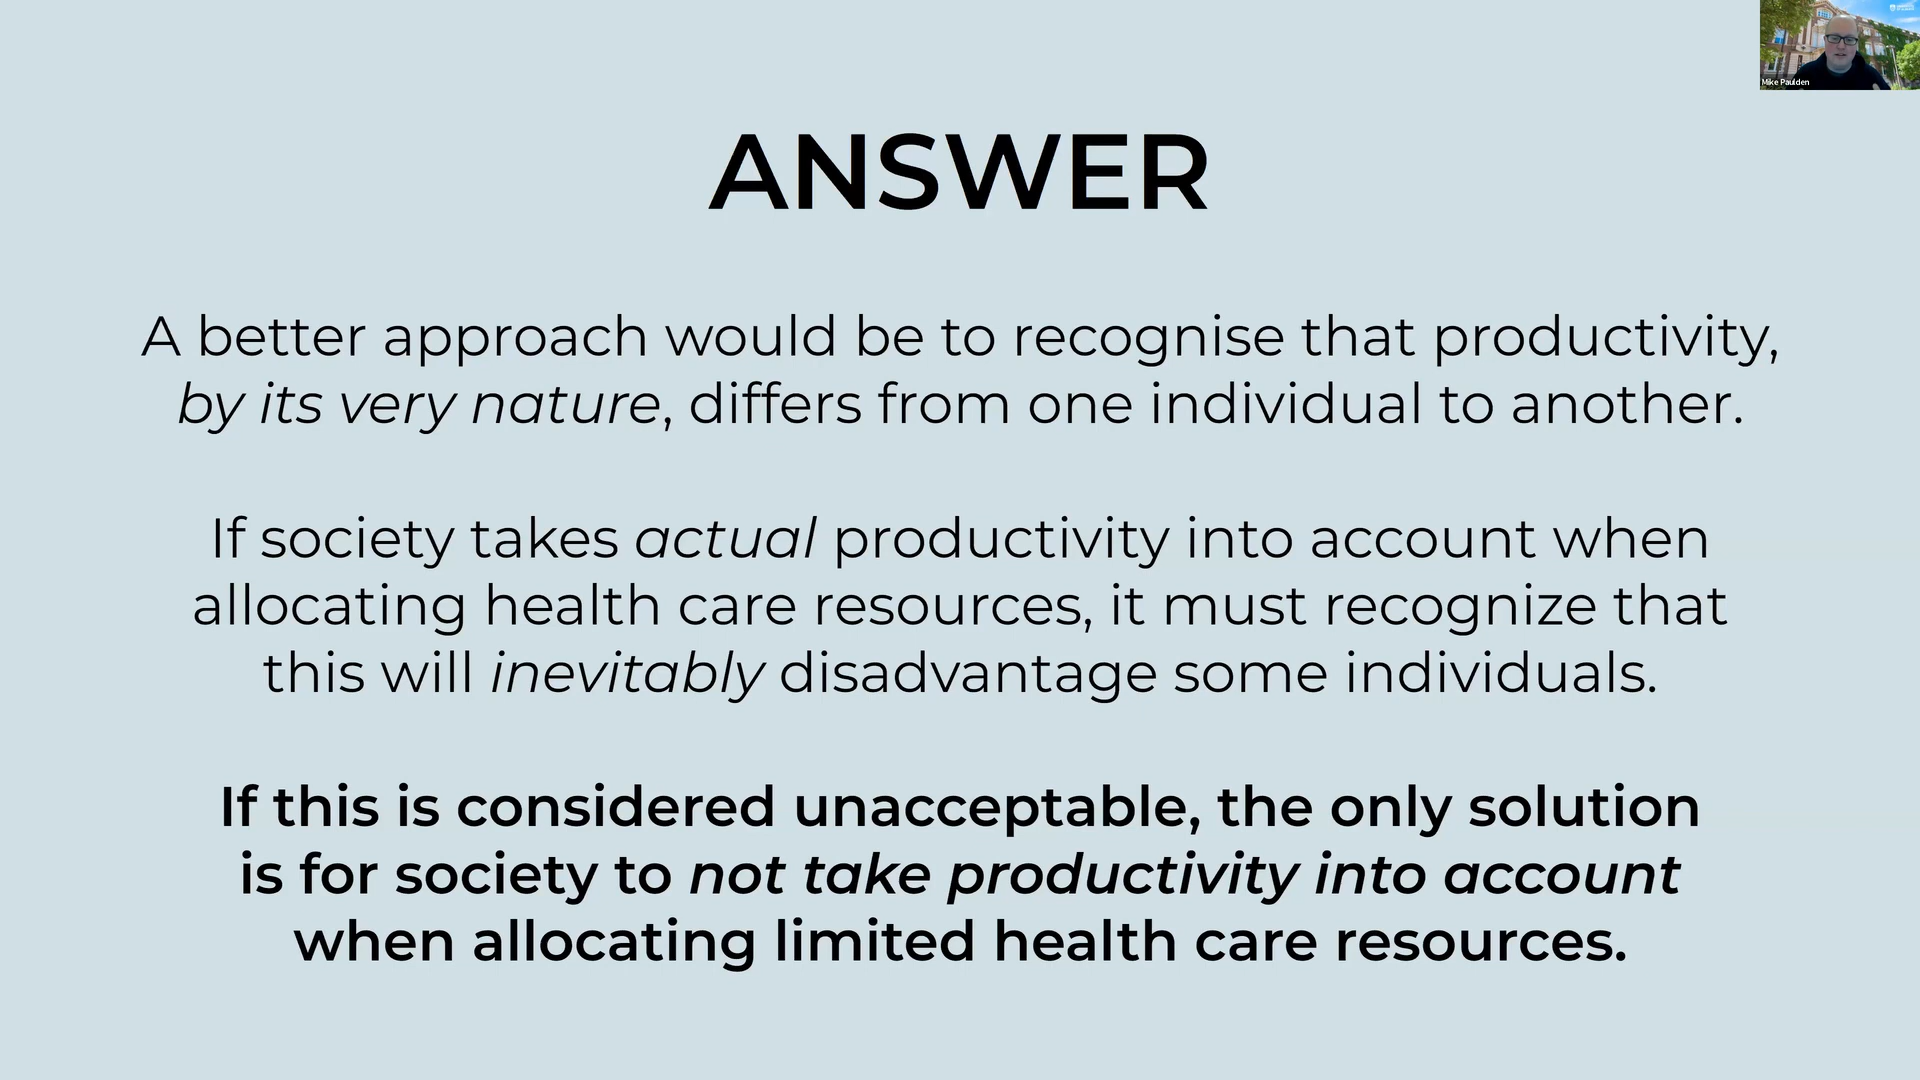 Mike Paulden
ANSWER
A better approach would be to recognise that productivity,
by its very nature, differs from one individual to another.
If society takes actual productivity into account when
allocating health care resources, it must recognize that
this will inevitably disadvantage some individuals.
If this is considered unacceptable, the only solution
is for society to not take productivity into account
when allocating limited health care resources.